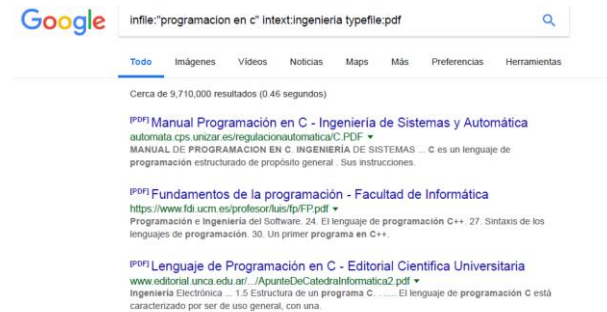 Google
infile:"programacion en c" intext:ingenieria typefile:pdf
Todo Imágenes Vídeos Noticias Maps Más Preferencias Herramientas
Cerca de 9,710,000 resultados (0.46 segundos)
[PDF] Manual Programación en C - Ingeniería de Sistemas y Automática
automata.cps.unizar.es/regulacionautomatica/C.PDF
MANUAL DE PROGRAMACION EN C. INGENIERÍA DE SISTEMAS ... C es un lenguaje de
programación estructurado de propósito general . Sus instrucciones.
[PDF] Fundamentos de la programación - Facultad de Informática
https://www.fdi.ucm.es/profesor/luis/fp/FP.pdf
Programación e Ingeniería del Software. 24. El lenguaje de programación C++. 27. Sintaxis de los
lenguajes de programación. 30. Un primer programa en C++.
[PDF] Lenguaje de Programación en C - Editorial Científica Universitaria
www.editorial.unca.edu.ar/.../ApunteDeCatedraInformatica2.pdf
Ingeniería Electrónica ... 1.5 Estructura de un programa C. . ..... El lenguaje de programación C está
caracterizado por ser de uso general, con una.